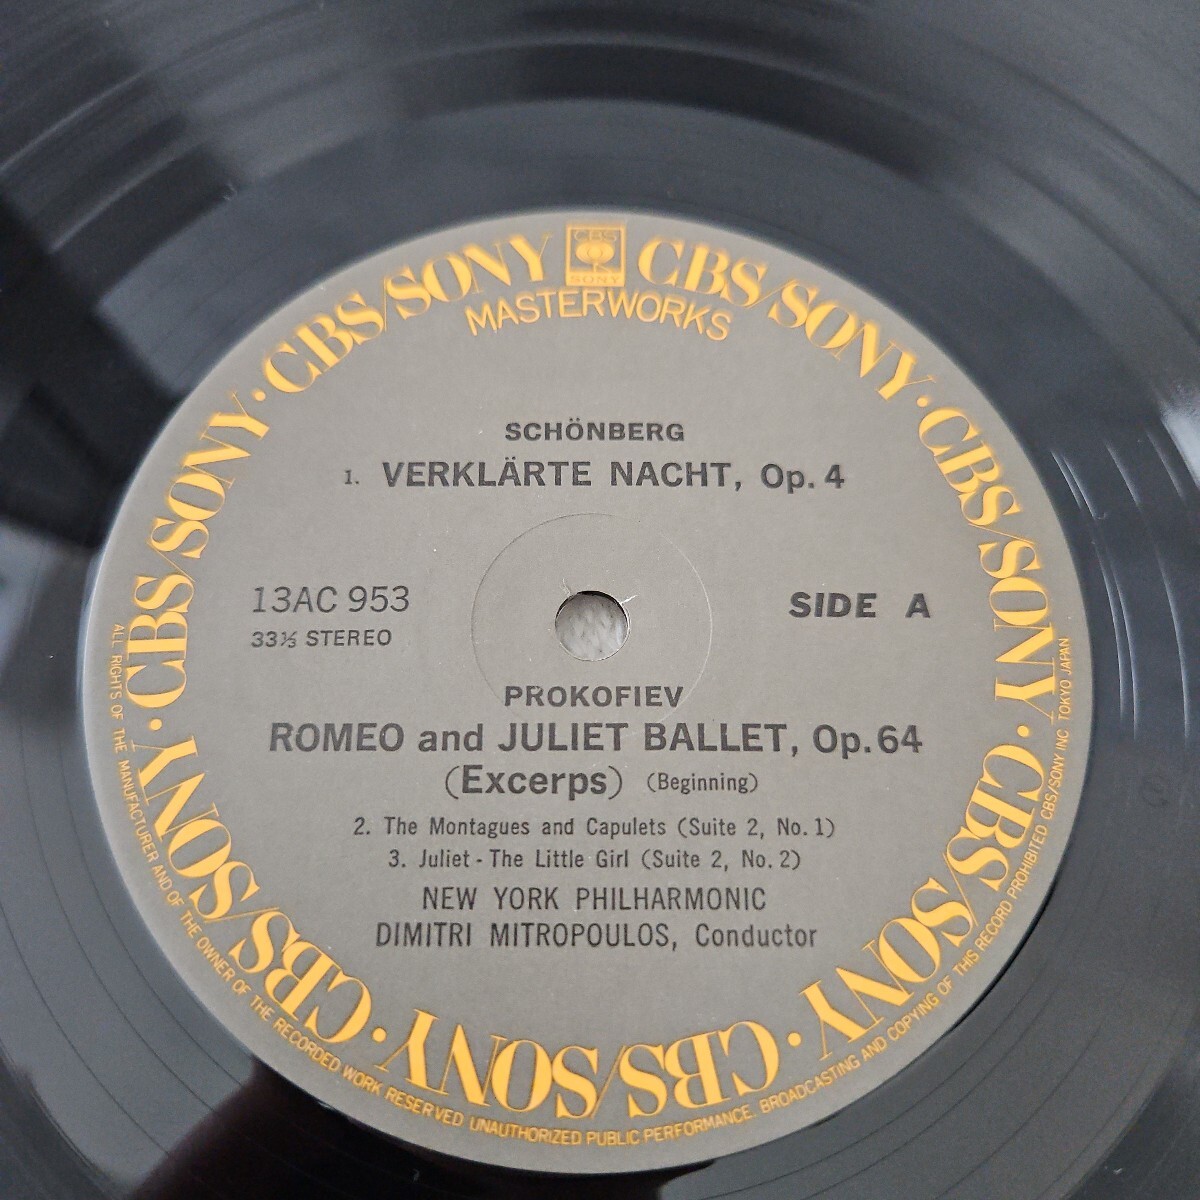 CBS/SONY · CBS/SONY · CBS/SONY · CBS/SONY · CBS/SONY · CBS/SONY · CBS/SONY · CBS/SONY
CBS
SONY
MASTERWORKS
SCHÖNBERG
1. VERKLÄRTE NACHT, Op. 4
13AC 953
33⅓ STEREO
SIDE A
PROKOFIEV
ROMEO and JULIET BALLET, Op. 64
(Excerps) (Beginning)
2. The Montagues and Capulets (Suite 2, No. 1)
3. Juliet - The Little Girl (Suite 2, No. 2)
NEW YORK PHILHARMONIC
DIMITRI MITROPOULOS, Conductor
ALL RIGHTS OF THE MANUFACTURER AND OF THE OWNER OF THE RECORDED WORK RESERVED UNAUTHORIZED PUBLIC PERFORMANCE, BROADCASTING AND COPYING OF THIS RECORD PROHIBITED CBS/SONY INC TOKYO JAPAN